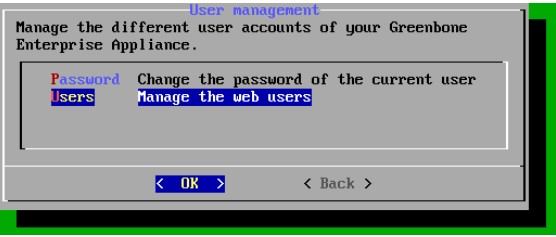 User management
Manage the different user accounts of your Greenbone
Enterprise Appliance.
Password Change the password of the current user
Users Manage the web users
< OK > < Back >